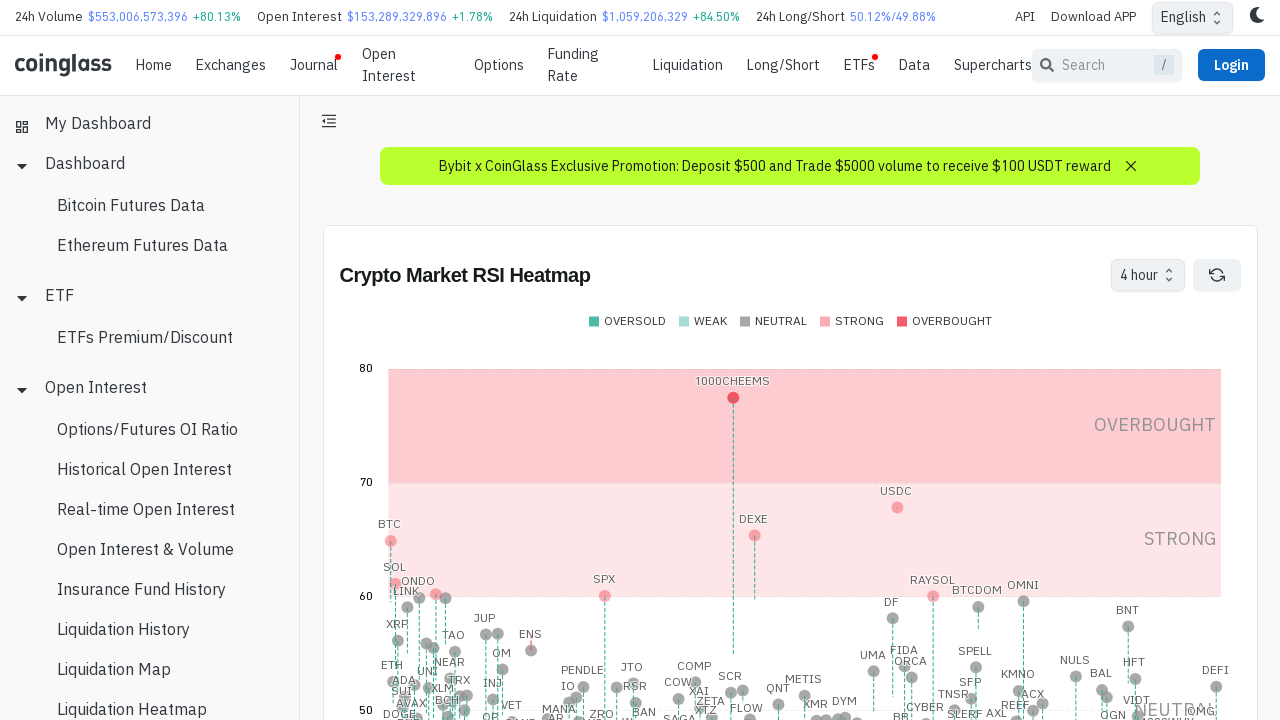 24h Volume $553,006,573,396 +80.13% Open Interest $153,289,329,896 +1.78% 24h Liquidation $1,059,206,329 +84.50% 24h Long/Short 50.12%/49.88% API Download APP English
coinglass Home Exchanges Journal Open Interest Options Funding Rate Liquidation Long/Short ETFs Data Supercharts Search / Login
My Dashboard
Dashboard
Bitcoin Futures Data
Ethereum Futures Data
ETF
ETFs Premium/Discount
Open Interest
Options/Futures OI Ratio
Historical Open Interest
Real-time Open Interest
Open Interest & Volume
Insurance Fund History
Liquidation History
Liquidation Map
Liquidation Heatmap
Bybit x CoinGlass Exclusive Promotion: Deposit $500 and Trade $5000 volume to receive $100 USDT reward
Crypto Market RSI Heatmap
4 hour
OVERSOLD WEAK NEUTRAL STRONG OVERBOUGHT
80
1000CHEEMS
OVERBOUGHT
70
USDC
BTC DEXE
STRONG
SOL ONDO SPX RAYSOL OMNI
LINK BTCDOM
60
DF
BNT
XRP JUP
TAO ENS
OM UMA FIDA SPELL
ETH NEAR JTO COMP ORCA NULS HFT
UNI PENDLE SCR KMNO BAL DEFI
ADA TRX INJ IO RSR COW METIS SFP
SUI XLM XAI QNT TNSR ACX
AVAX BCH VET ZETA XMR DYM REEF VIDT
DOGE MANA ZRO BAN XTZ FLOW CYBER SLERF AXL
50
NEUTRAL
OMG
SAGA